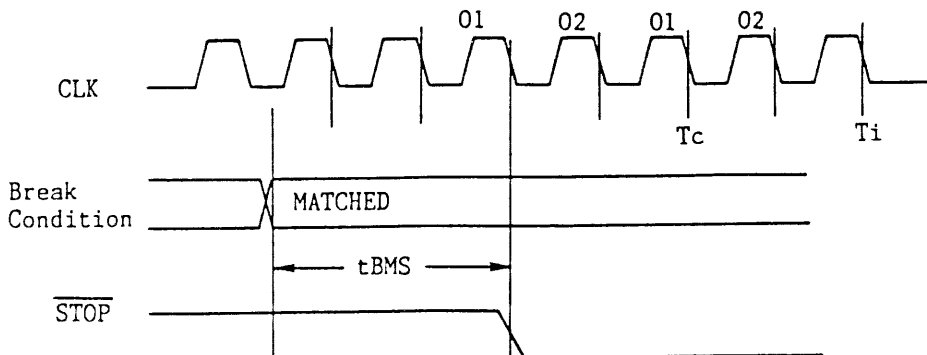 O1 O2 O1 O2
CLK
Tc Ti
Break
Condition
MATCHED
tBMS
STOP